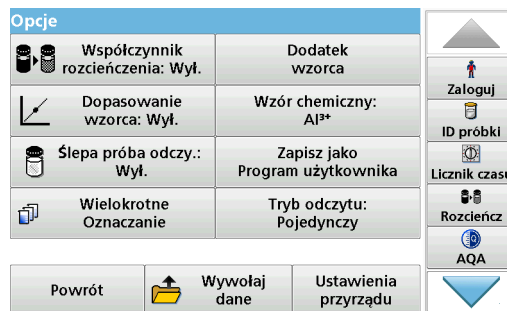 Opcje
Współczynnik
rozcieńczenia: Wył.
Dodatek
wzorca
Dopasowanie
wzorca: Wył.
Wzór chemiczny:
Al³⁺
Ślepa próba odczy.:
Wył.
Zapisz jako
Program użytkownika
Wielokrotne
Oznaczanie
Tryb odczytu:
Pojedynczy
Powrót
Wywołaj
dane
Ustawienia
przyrządu
Zaloguj
ID próbki
Licznik czasu
Rozcieńcz
AQA